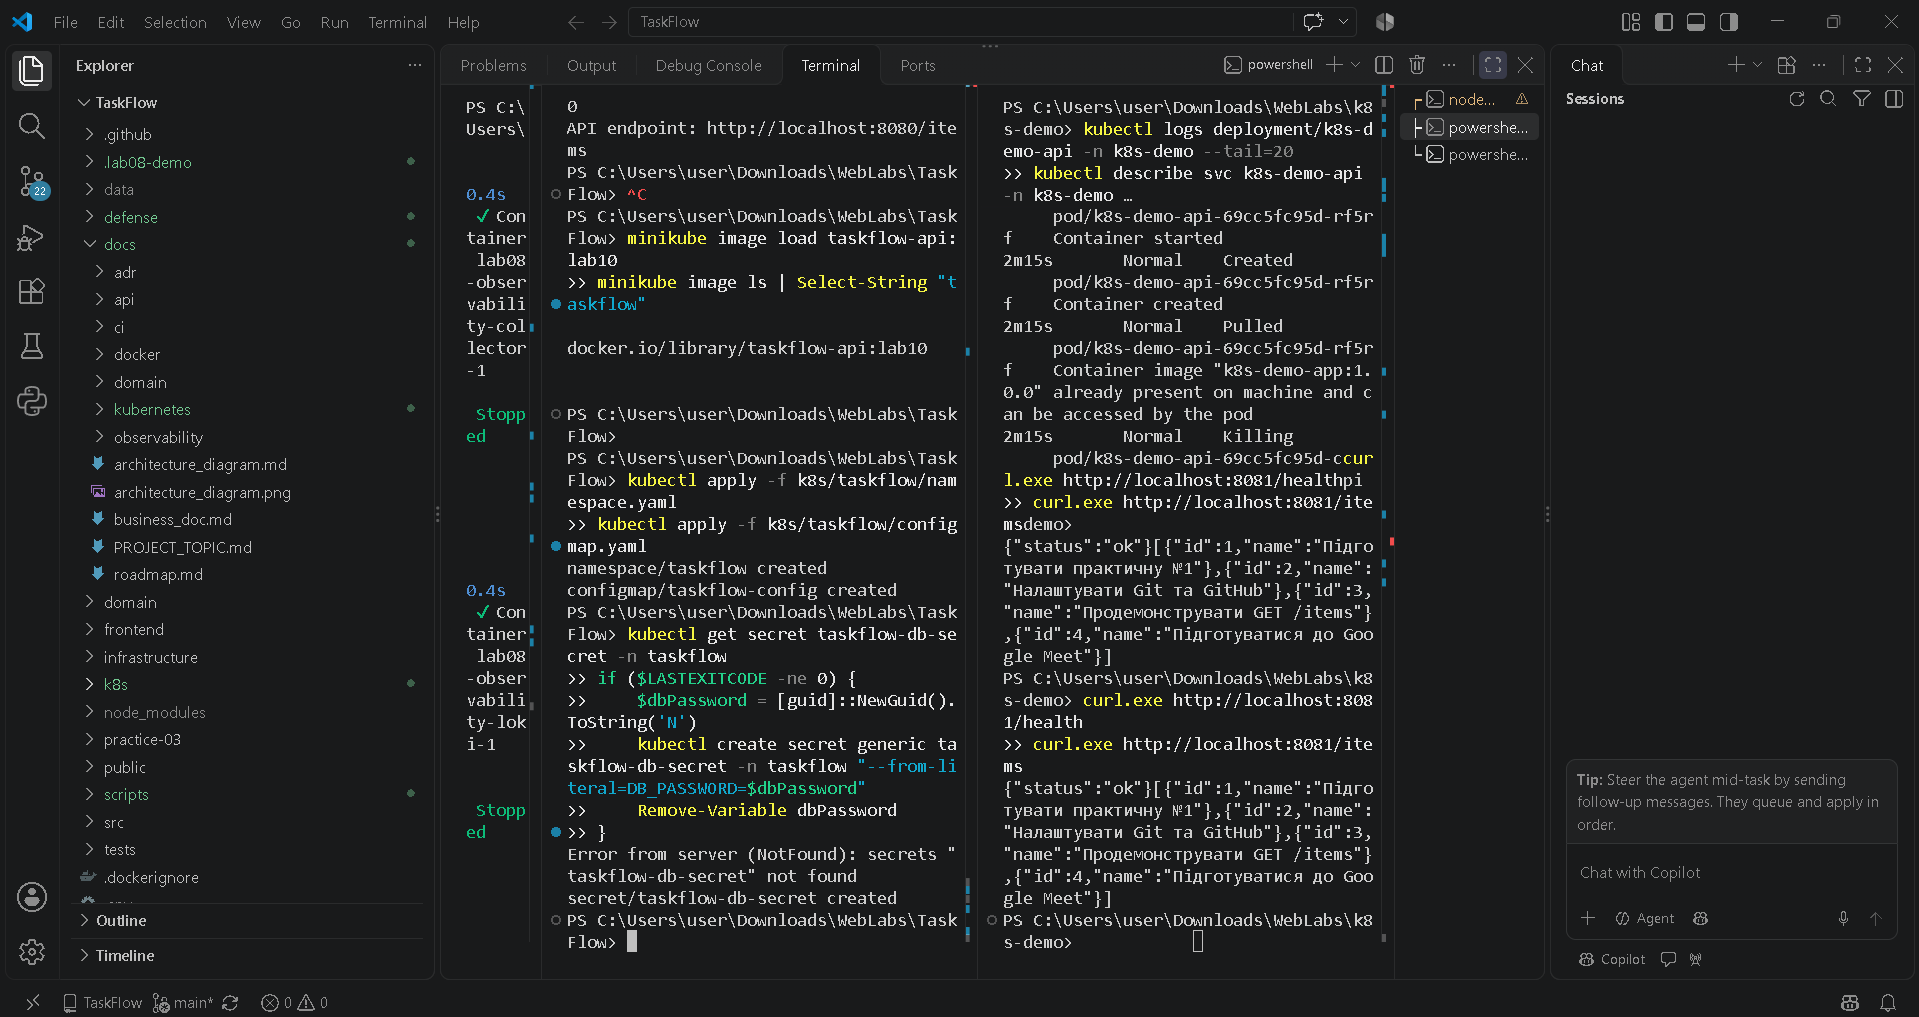 File Edit Selection View Go Run Terminal Help
TaskFlow
Explorer
TaskFlow
.github
.lab08-demo
data
defense
docs
adr
api
ci
docker
domain
kubernetes
observability
architecture_diagram.md
architecture_diagram.png
business_doc.md
PROJECT_TOPIC.md
roadmap.md
domain
frontend
infrastructure
k8s
node_modules
practice-03
public
scripts
src
tests
.dockerignore
Outline
Timeline
22
Problems Output Debug Console Terminal Ports
powershell
PS C:\
Users\
0.4s
✓ Con
tainer
lab08
-obser
vabili
ty-col
lector
-1
Stopp
ed
0.4s
✓ Con
tainer
lab08
-obser
vabili
ty-lok
i-1
Stopp
ed
0
API endpoint: http://localhost:8080/ite
ms
PS C:\Users\user\Downloads\WebLabs\Task
Flow> ^C
PS C:\Users\user\Downloads\WebLabs\Task
Flow> minikube image load taskflow-api:
lab10
>> minikube image ls | Select-String "t
askflow"
docker.io/library/taskflow-api:lab10
PS C:\Users\user\Downloads\WebLabs\Task
Flow>
PS C:\Users\user\Downloads\WebLabs\Task
Flow> kubectl apply -f k8s/taskflow/nam
espace.yaml
>> kubectl apply -f k8s/taskflow/config
map.yaml
namespace/taskflow created
configmap/taskflow-config created
PS C:\Users\user\Downloads\WebLabs\Task
Flow> kubectl get secret taskflow-db-se
cret -n taskflow
>> if ($LASTEXITCODE -ne 0) {
>>     $dbPassword = [guid]::NewGuid().
ToString('N')
>>     kubectl create secret generic ta
skflow-db-secret -n taskflow "--from-li
teral=DB_PASSWORD=$dbPassword"
>>     Remove-Variable dbPassword
>> }
Error from server (NotFound): secrets "
taskflow-db-secret" not found
secret/taskflow-db-secret created
PS C:\Users\user\Downloads\WebLabs\Task
Flow>
PS C:\Users\user\Downloads\WebLabs\k8
s-demo> kubectl logs deployment/k8s-d
emo-api -n k8s-demo --tail=20
>> kubectl describe svc k8s-demo-api
-n k8s-demo …
pod/k8s-demo-api-69cc5fc95d-rf5r
f    Container started
2m15s       Normal    Created
pod/k8s-demo-api-69cc5fc95d-rf5r
f    Container created
2m15s       Normal    Pulled
pod/k8s-demo-api-69cc5fc95d-rf5r
f    Container image "k8s-demo-app:1.
0.0" already present on machine and c
an be accessed by the pod
2m15s       Normal    Killing
pod/k8s-demo-api-69cc5fc95d-ccur
l.exe http://localhost:8081/healthpi
>> curl.exe http://localhost:8081/ite
msdemo>
{"status":"ok"}[{"id":1,"name":"Підго
тувати практичну №1"},{"id":2,"name":
"Налаштувати Git та GitHub"},{"id":3,
"name":"Продемонструвати GET /items"}
,{"id":4,"name":"Підготуватися до Goo
gle Meet"}]
PS C:\Users\user\Downloads\WebLabs\k8
s-demo> curl.exe http://localhost:808
1/health
>> curl.exe http://localhost:8081/ite
ms
{"status":"ok"}[{"id":1,"name":"Підго
тувати практичну №1"},{"id":2,"name":
"Налаштувати Git та GitHub"},{"id":3,
"name":"Продемонструвати GET /items"}
,{"id":4,"name":"Підготуватися до Goo
gle Meet"}]
PS C:\Users\user\Downloads\WebLabs\k8
s-demo>
node...
powershe...
powershe...
Chat
Sessions
Tip: Steer the agent mid-task by sending
follow-up messages. They queue and apply in
order.
Chat with Copilot
Agent
Copilot
TaskFlow main* 0 0